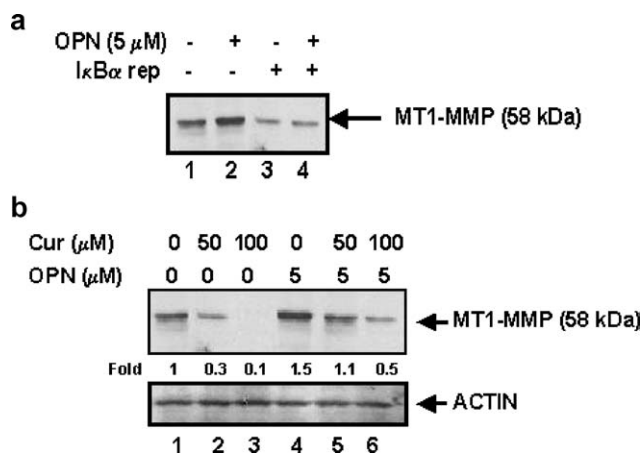 a
OPN (5 μM) - + - +
IκBα rep - - + +
MT1-MMP (58 kDa)
1 2 3 4
b
Cur (μM) 0 50 100 0 50 100
OPN (μM) 0 0 0 5 5 5
MT1-MMP (58 kDa)
Fold 1 0.3 0.1 1.5 1.1 0.5
ACTIN
1 2 3 4 5 6